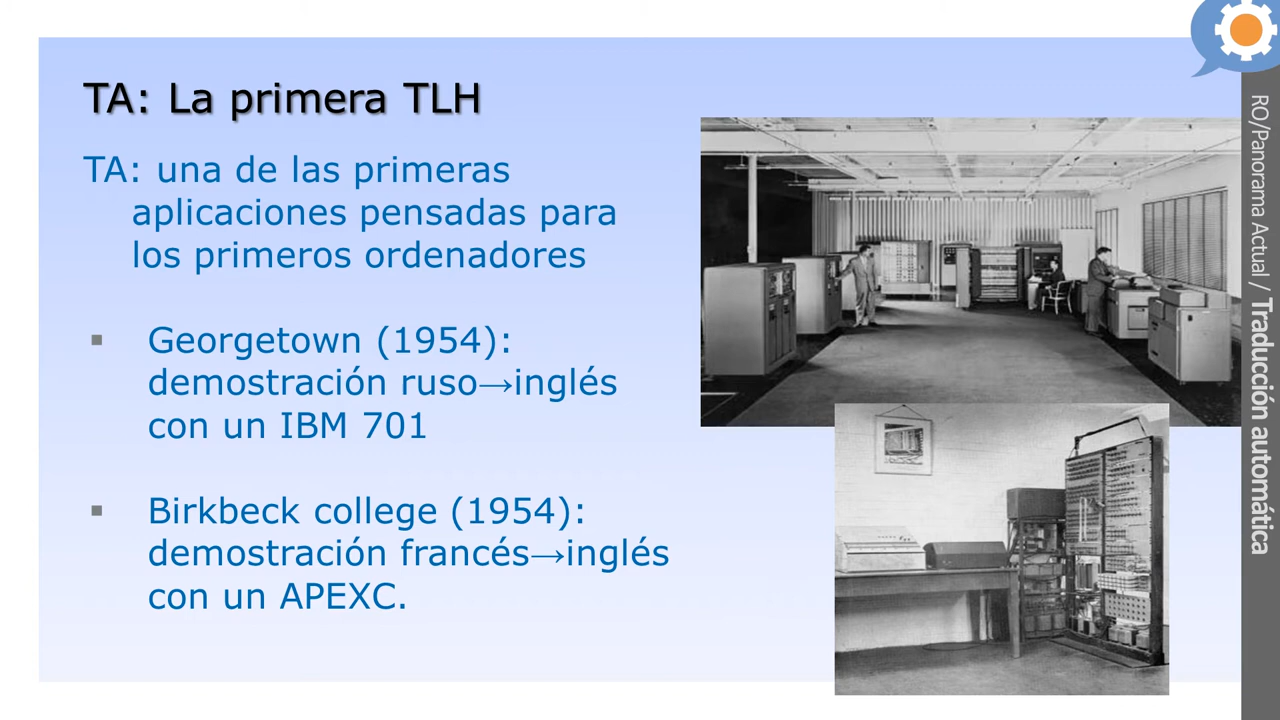 TA: La primera TLH
TA: una de las primeras
aplicaciones pensadas para
los primeros ordenadores
▪ Georgetown (1954):
demostración ruso→inglés
con un IBM 701
▪ Birkbeck college (1954):
demostración francés→inglés
con un APEXC.
RO/Panorama Actual / Traducción automática